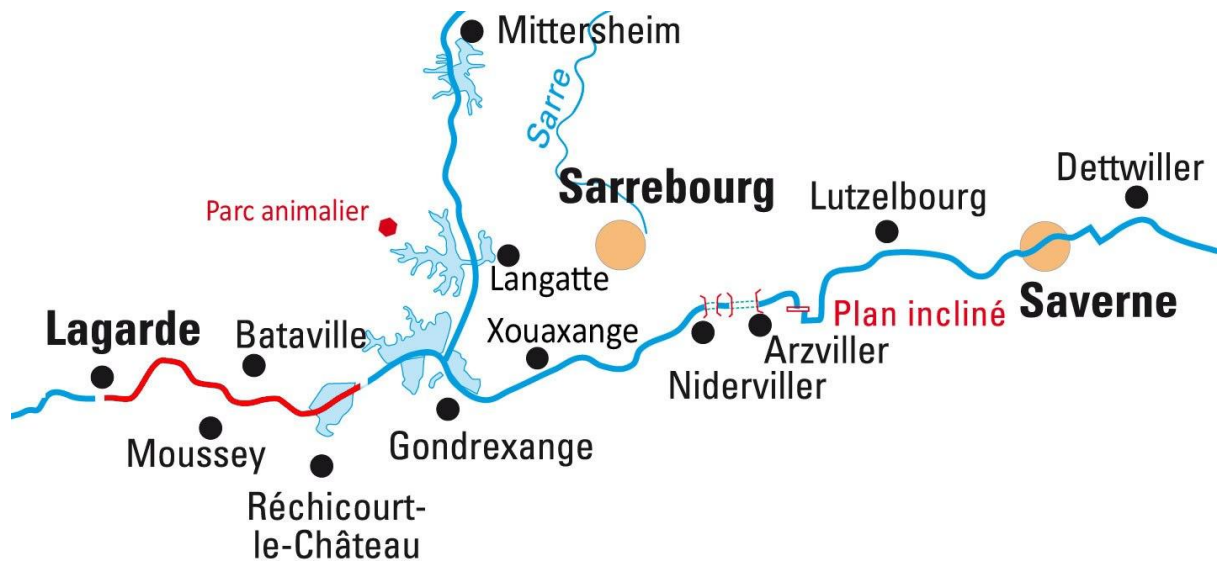 Mittersheim
Sarre
Sarrebourg
Dettwiller
Lutzelbourg
Parc animalier
Langatte
Saverne
Plan incliné
Lagarde
Bataville
Xouaxange
Arzviller
Niderviller
Gondrexange
Moussey
Réchicourt-
le-Château